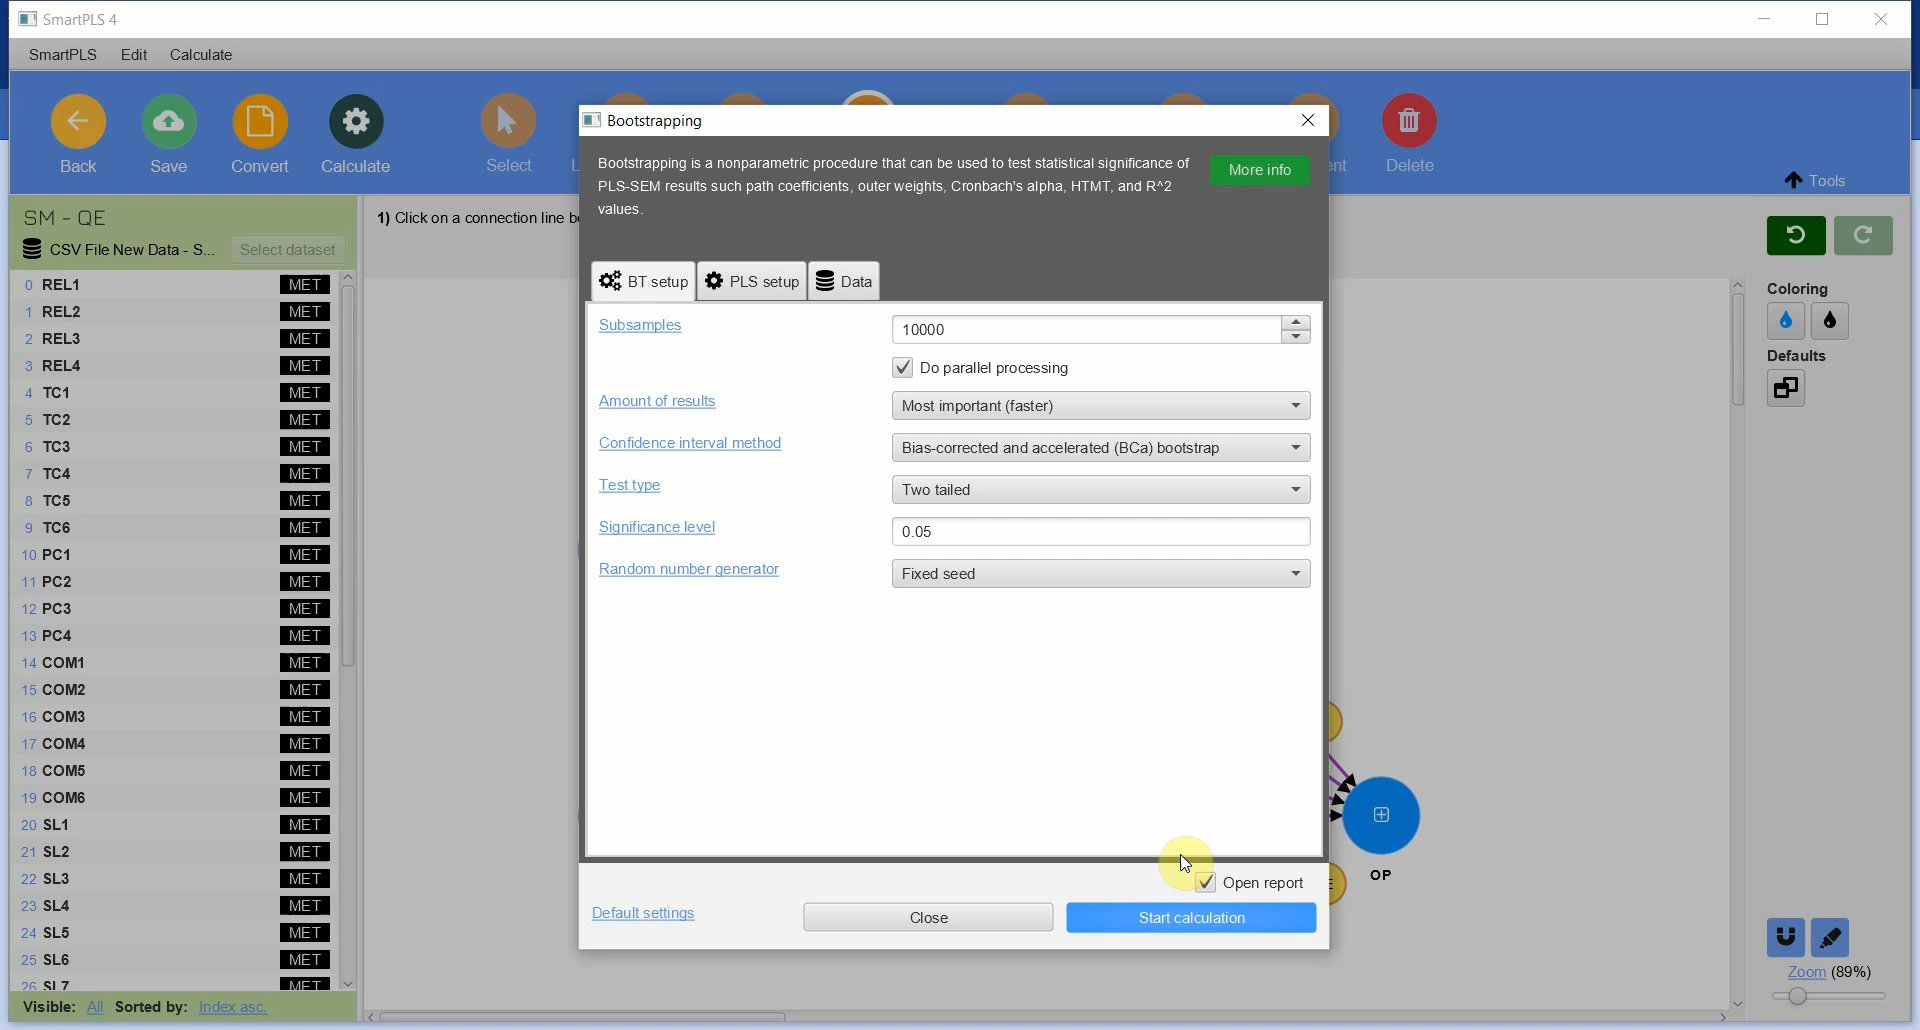 SmartPLS 4
SmartPLS Edit Calculate
Back Save Convert Calculate Select Delete
Tools
Bootstrapping
Bootstrapping is a nonparametric procedure that can be used to test statistical significance of
PLS-SEM results such path coefficients, outer weights, Cronbach's alpha, HTMT, and R^2
values.
More info
SM - QE
CSV File New Data - S... Select dataset
1) Click on a connection line
0 REL1 MET
1 REL2 MET
2 REL3 MET
3 REL4 MET
4 TC1 MET
5 TC2 MET
6 TC3 MET
7 TC4 MET
8 TC5 MET
9 TC6 MET
10 PC1 MET
11 PC2 MET
12 PC3 MET
13 PC4 MET
14 COM1 MET
15 COM2 MET
16 COM3 MET
17 COM4 MET
18 COM5 MET
19 COM6 MET
20 SL1 MET
21 SL2 MET
22 SL3 MET
23 SL4 MET
24 SL5 MET
25 SL6 MET
26 SL7 MET
Visible: All Sorted by: Index asc.
BT setup PLS setup Data
Subsamples 10000
Do parallel processing
Amount of results Most important (faster)
Confidence interval method Bias-corrected and accelerated (BCa) bootstrap
Test type Two tailed
Significance level 0.05
Random number generator Fixed seed
Open report
Default settings Close Start calculation
OP
Coloring
Defaults
Zoom (89%)